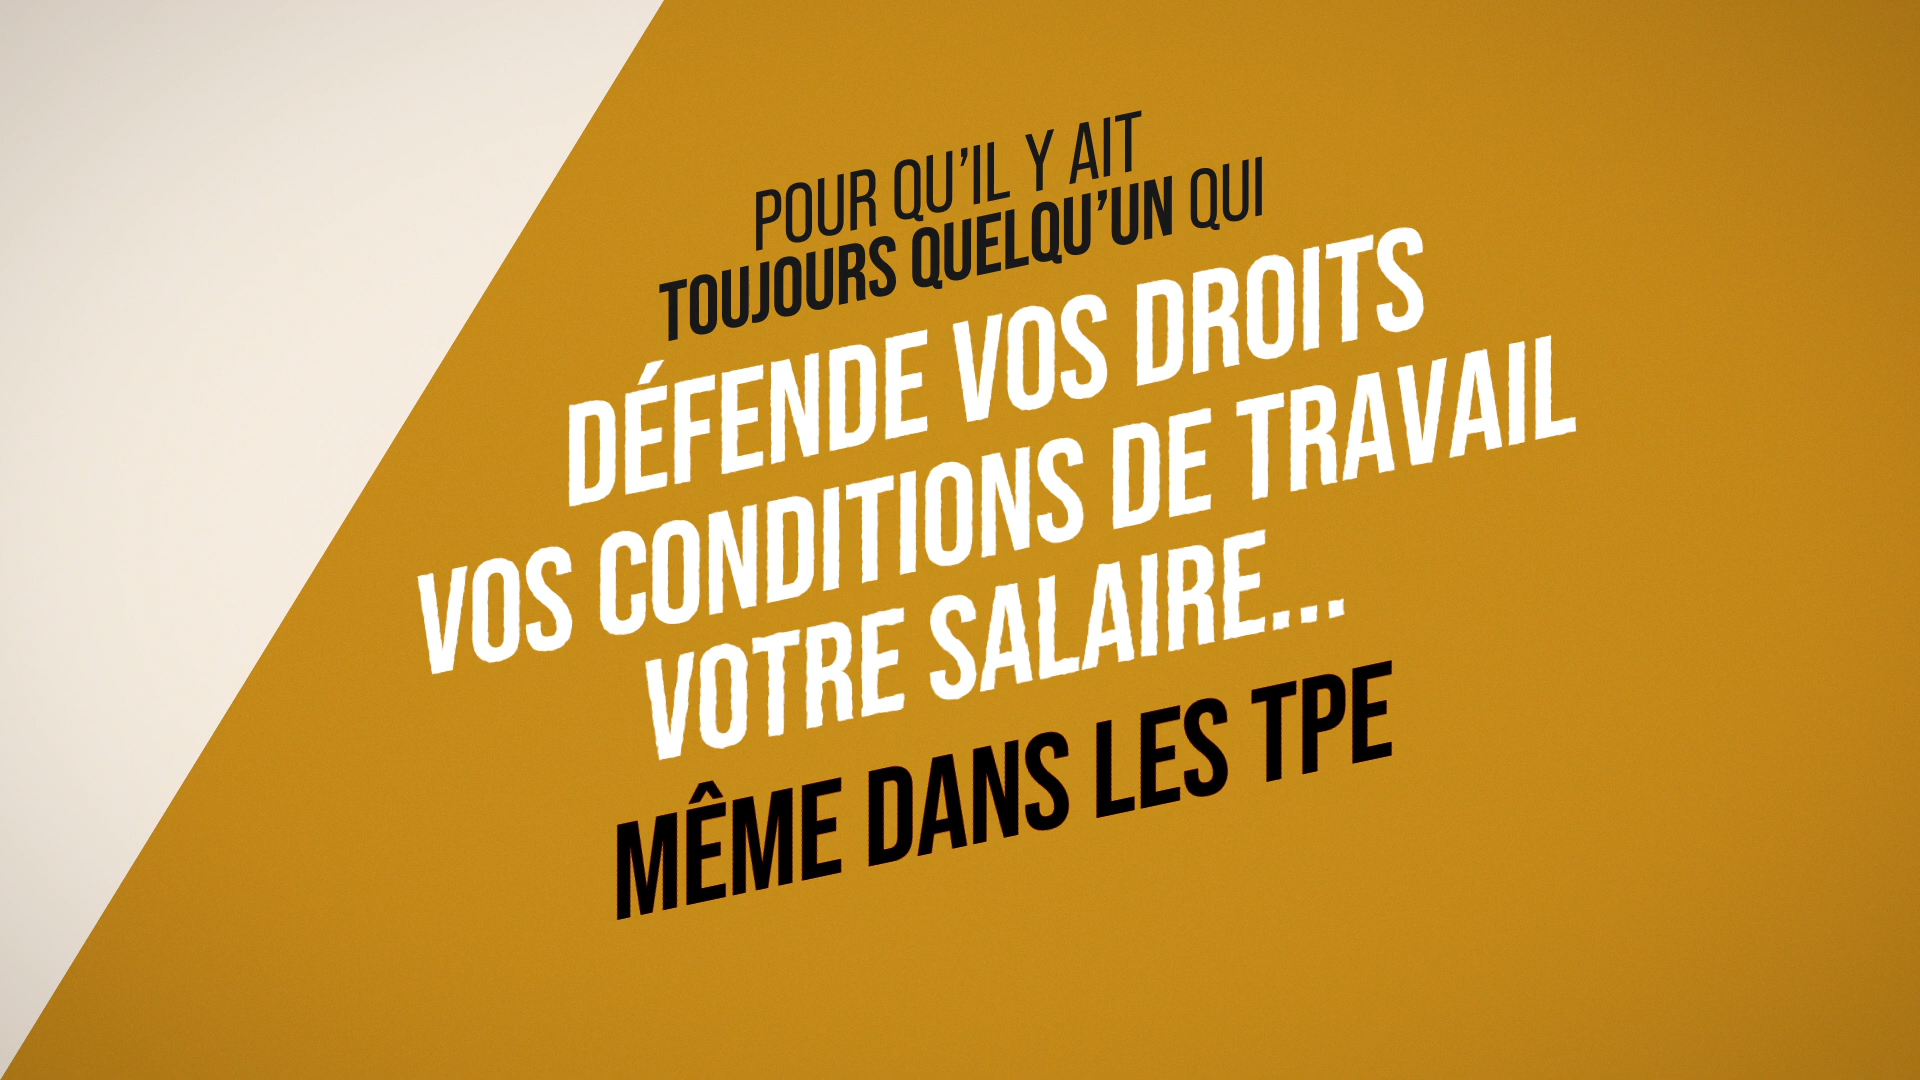 POUR QU'IL Y AIT
TOUJOURS QUELQU'UN QUI
DÉFENDE VOS DROITS
VOS CONDITIONS DE TRAVAIL
VOTRE SALAIRE...
MÊME DANS LES TPE